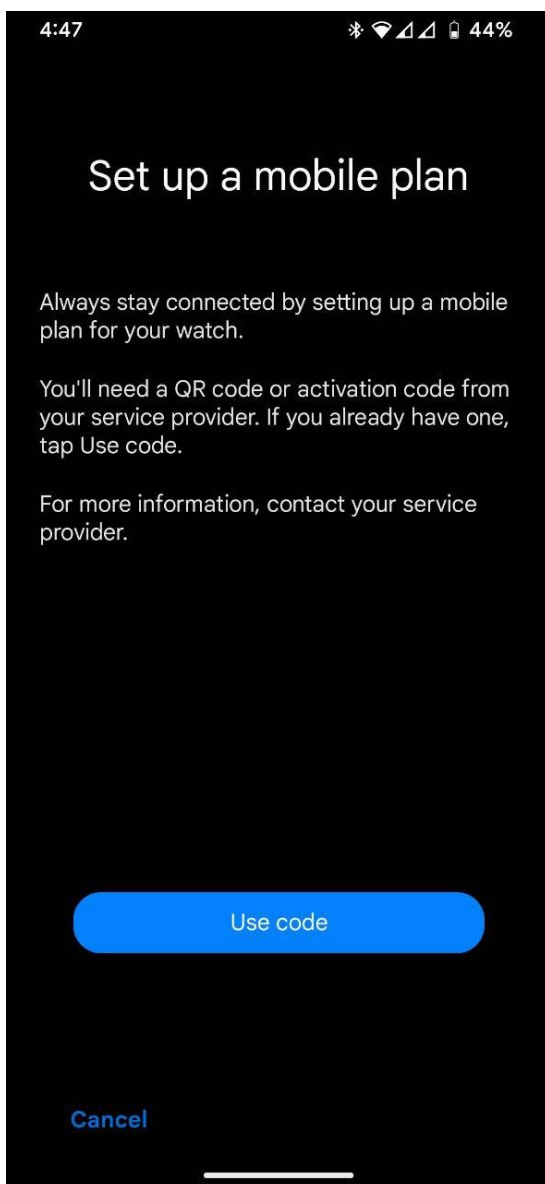 4:47 44%
Set up a mobile plan
Always stay connected by setting up a mobile
plan for your watch.
You'll need a QR code or activation code from
your service provider. If you already have one,
tap Use code.
For more information, contact your service
provider.
Use code
Cancel